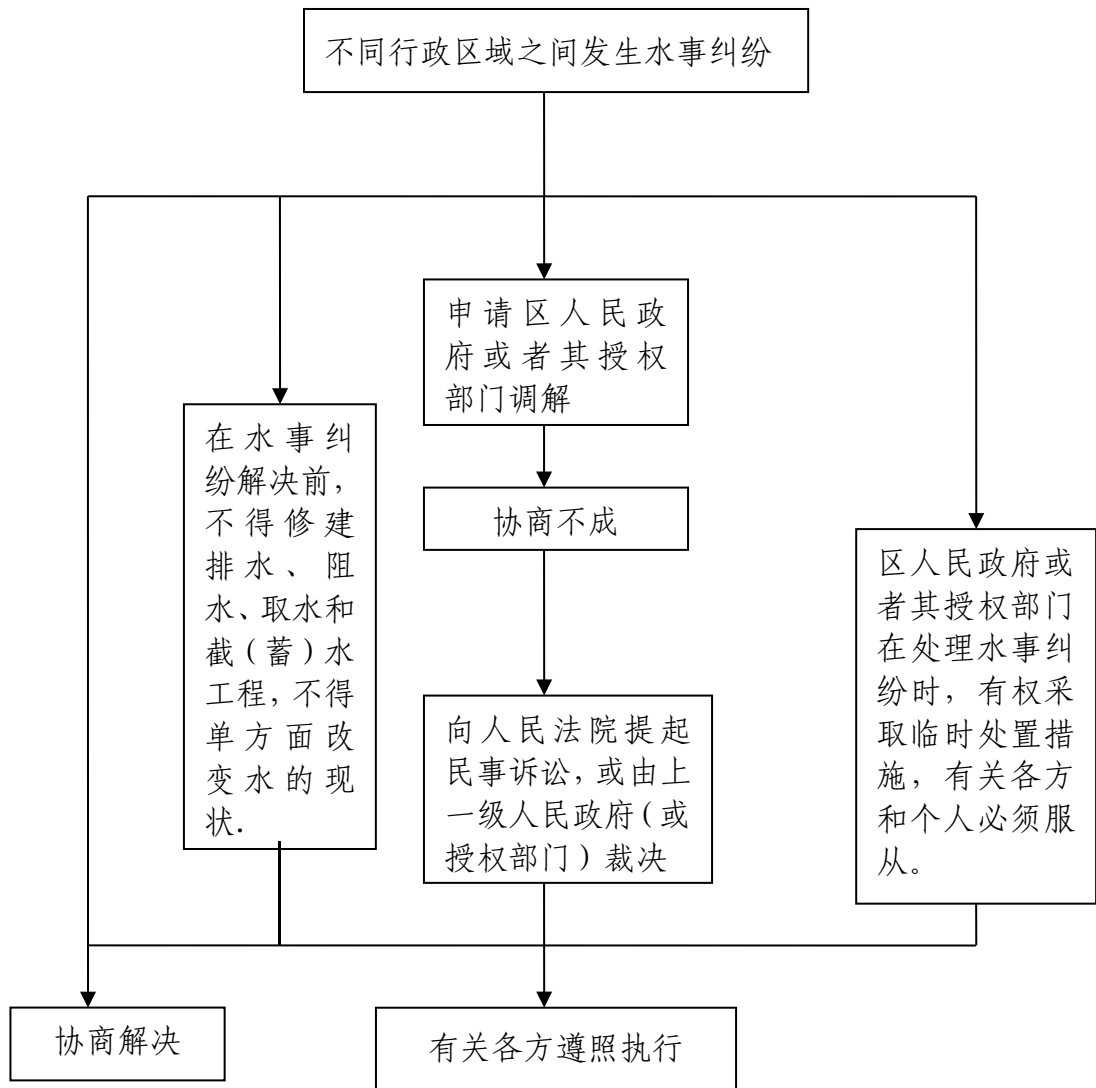 不同行政区域之间发生水事纠纷
申请区人民政
府或者其授权
部门调解
在水事纠
纷解决前，
不得修建
排水、阻
水、取水和
截（蓄）水
工程，不得
单方面改
变水的现
状.
协商不成
向人民法院提起
民事诉讼，或由上
一级人民政府（或
授权部门）裁决
区人民政府或
者其授权部门
在处理水事纠
纷时，有权采
取临时处置措
施，有关各方
和个人必须服
从。
协商解决
有关各方遵照执行